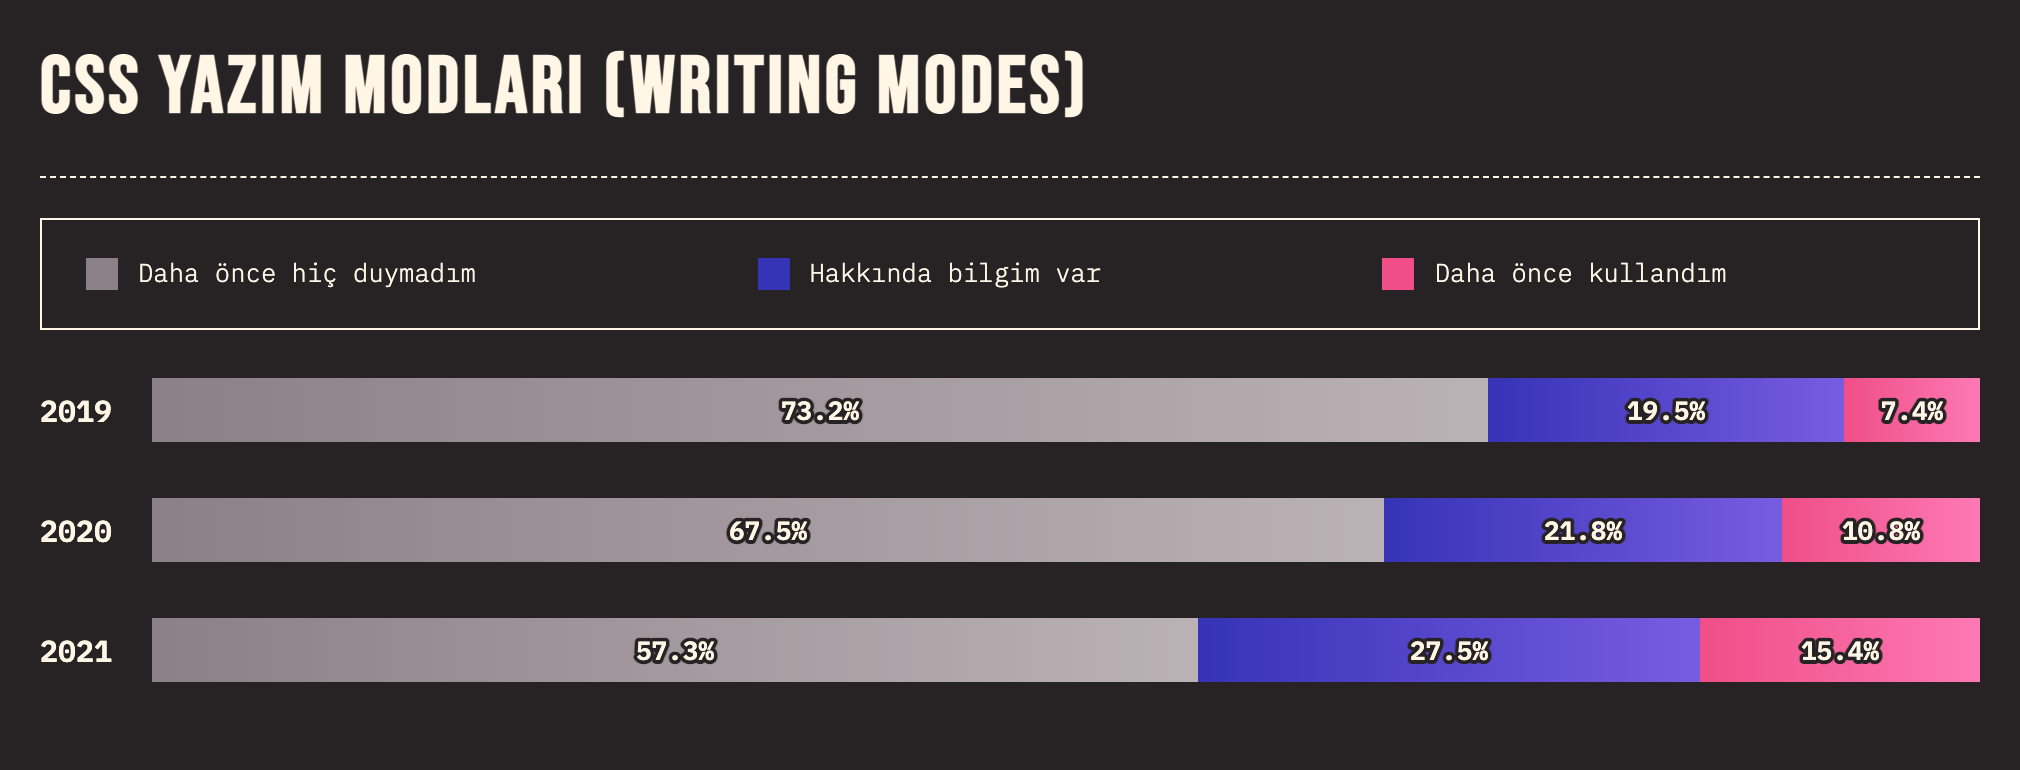 CSS YAZIM MODLARI (WRITING MODES)
Daha önce hiç duymadım
Hakkında bilgim var
Daha önce kullandım
2019 73.2% 19.5% 7.4%
2020 67.5% 21.8% 10.8%
2021 57.3% 27.5% 15.4%